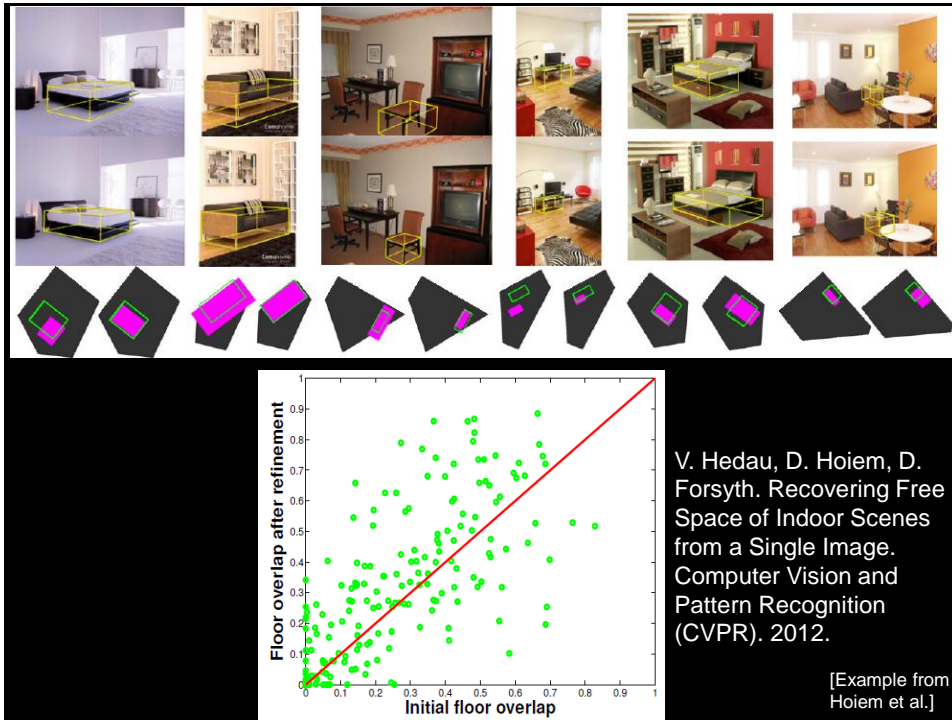 Lamahome
Lamahome
1
0.9
0.8
0.7
0.6
0.5
0.4
0.3
0.2
0.1
0
Floor overlap after refinement
0 0.1 0.2 0.3 0.4 0.5 0.6 0.7 0.8 0.9 1
Initial floor overlap
V. Hedau, D. Hoiem, D.
Forsyth. Recovering Free
Space of Indoor Scenes
from a Single Image.
Computer Vision and
Pattern Recognition
(CVPR). 2012.
[Example from
Hoiem et al.]